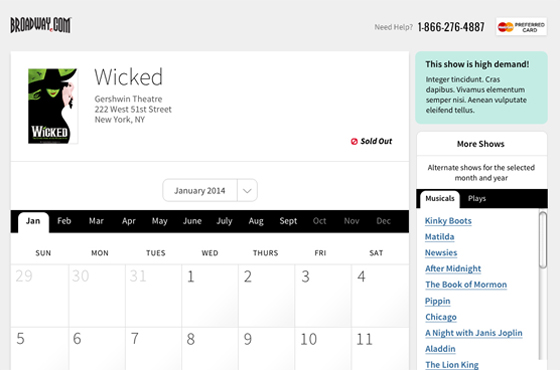 BROADWAY.COM
Need Help? 1-866-276-4887
PREFERRED
CARD
Wicked
Gershwin Theatre
222 West 51st Street
New York, NY
WICKED
Sold Out
This show is high demand!
Integer tincidunt. Cras
dapibus. Vivamus elementum
semper nisi. Aenean vulputate
eleifend tellus.
More Shows
Alternate shows for the selected
month and year
Musicals Plays
Kinky Boots
Matilda
Newsies
After Midnight
The Book of Mormon
Pippin
Chicago
A Night with Janis Joplin
Aladdin
The Lion King
January 2014
Jan Feb Mar Apr May June July Aug Sept Oct Nov Dec
SUN MON TUES WED THURS FRI SAT
29 30 31 1 2 3 4
5 6 7 8 9 10 11